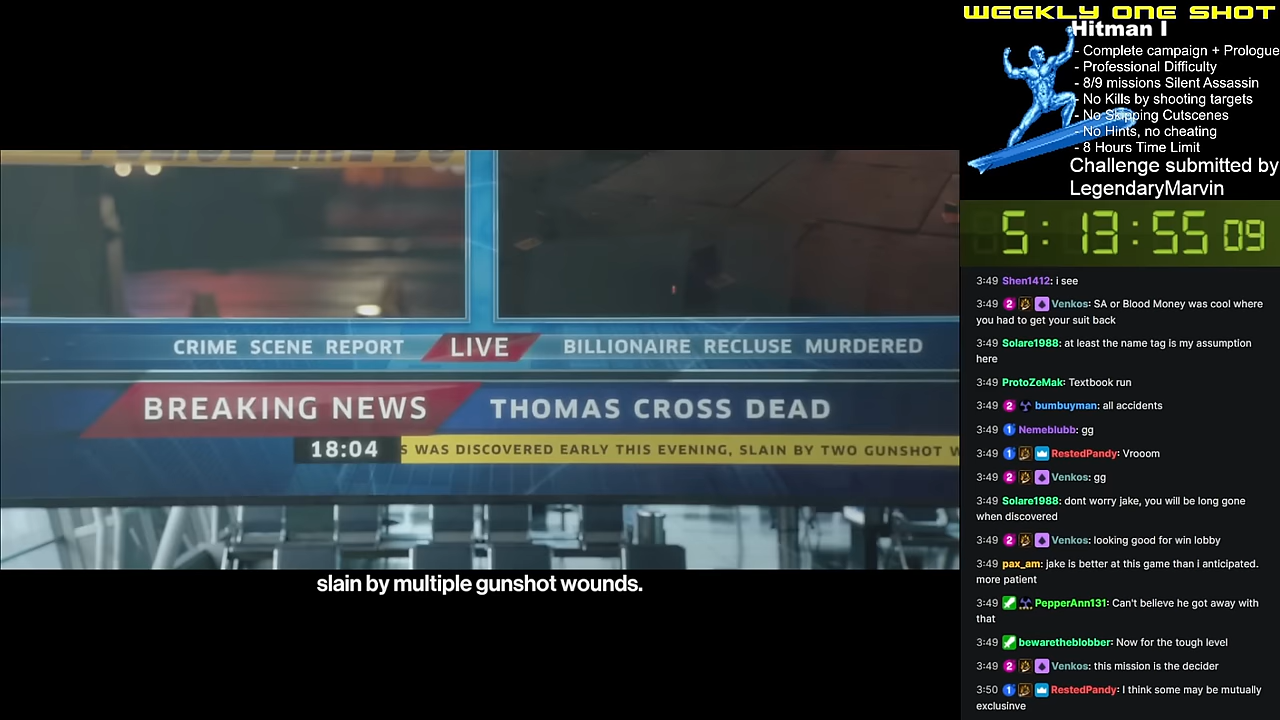 WEEKLY ONE SHOT
Hitman I
- Complete campaign + Prologue
- Professional Difficulty
- 8/9 missions Silent Assassin
- No Kills by shooting targets
- No Skipping Cutscenes
- No Hints, no cheating
- 8 Hours Time Limit
Challenge submitted by
LegendaryMarvin
5:13:55 09
POLICE LINE DO
CRIME SCENE REPORT
LIVE
BILLIONAIRE RECLUSE MURDERED
BREAKING NEWS
THOMAS CROSS DEAD
18:04
S WAS DISCOVERED EARLY THIS EVENING, SLAIN BY TWO GUNSHOT W
slain by multiple gunshot wounds.
3:49 Shen1412: i see
3:49 2 Venkos: SA or Blood Money was cool where
you had to get your suit back
3:49 Solare1988: at least the name tag is my assumption
here
3:49 ProtoZeMak: Textbook run
3:49 2 bumbuyman: all accidents
3:49 1 Nemeblubb: gg
3:49 1 RestedPandy: Vrooom
3:49 2 Venkos: gg
3:49 Solare1988: dont worry jake, you will be long gone
when discovered
3:49 2 Venkos: looking good for win lobby
3:49 pax_am: jake is better at this game than i anticipated.
more patient
3:49 PepperAnn131: Can't believe he got away with
that
3:49 bewaretheblobber: Now for the tough level
3:49 2 Venkos: this mission is the decider
3:50 1 RestedPandy: I think some may be mutually
exclusinve